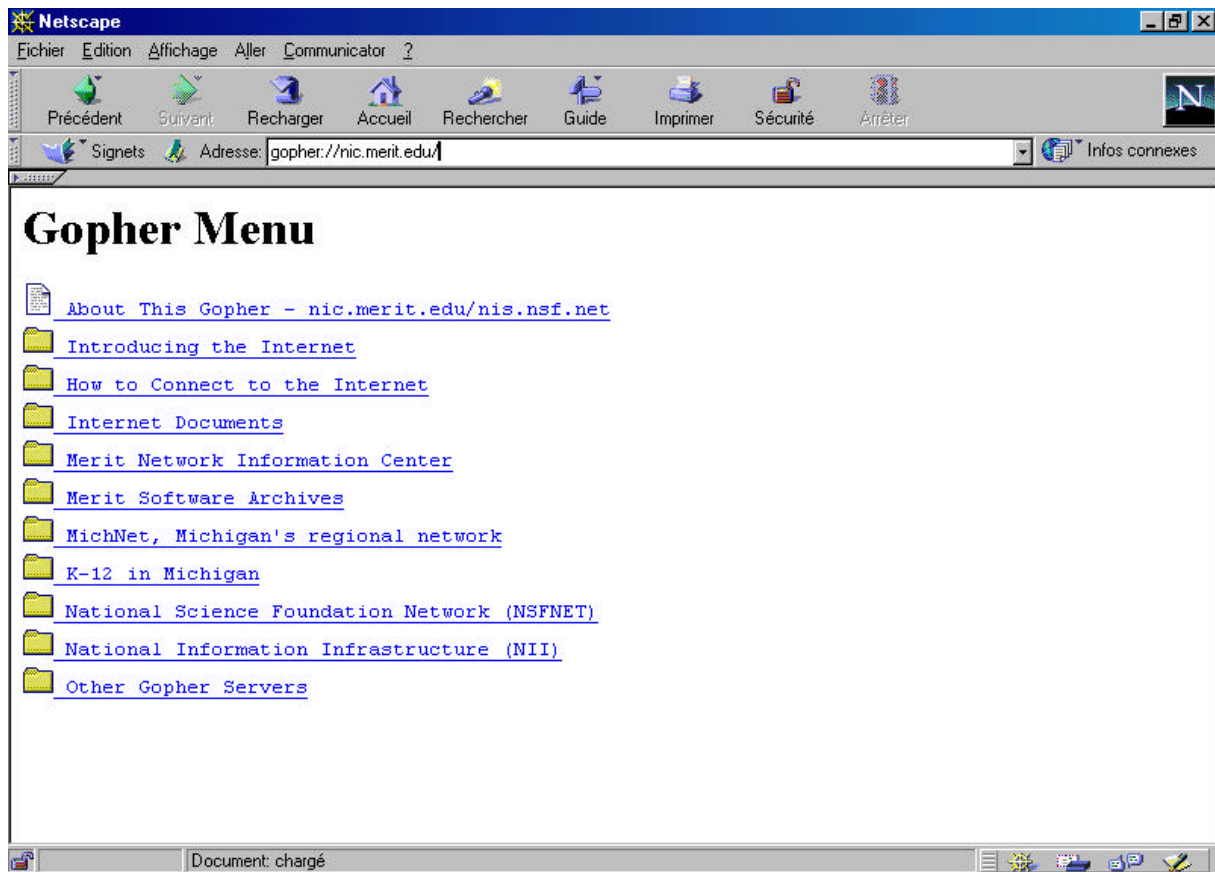 Netscape
Fichier Edition Affichage Aller Communicator ?
Précédent Suivant Recharger Accueil Rechercher Guide Imprimer Sécurité Arrêter
N
Signets Adresse: gopher://nic.merit.edu/ Infos connexes
Gopher Menu
About This Gopher - nic.merit.edu/nis.nsf.net
Introducing the Internet
How to Connect to the Internet
Internet Documents
Merit Network Information Center
Merit Software Archives
MichNet, Michigan's regional network
K-12 in Michigan
National Science Foundation Network (NSFNET)
National Information Infrastructure (NII)
Other Gopher Servers
Document: chargé